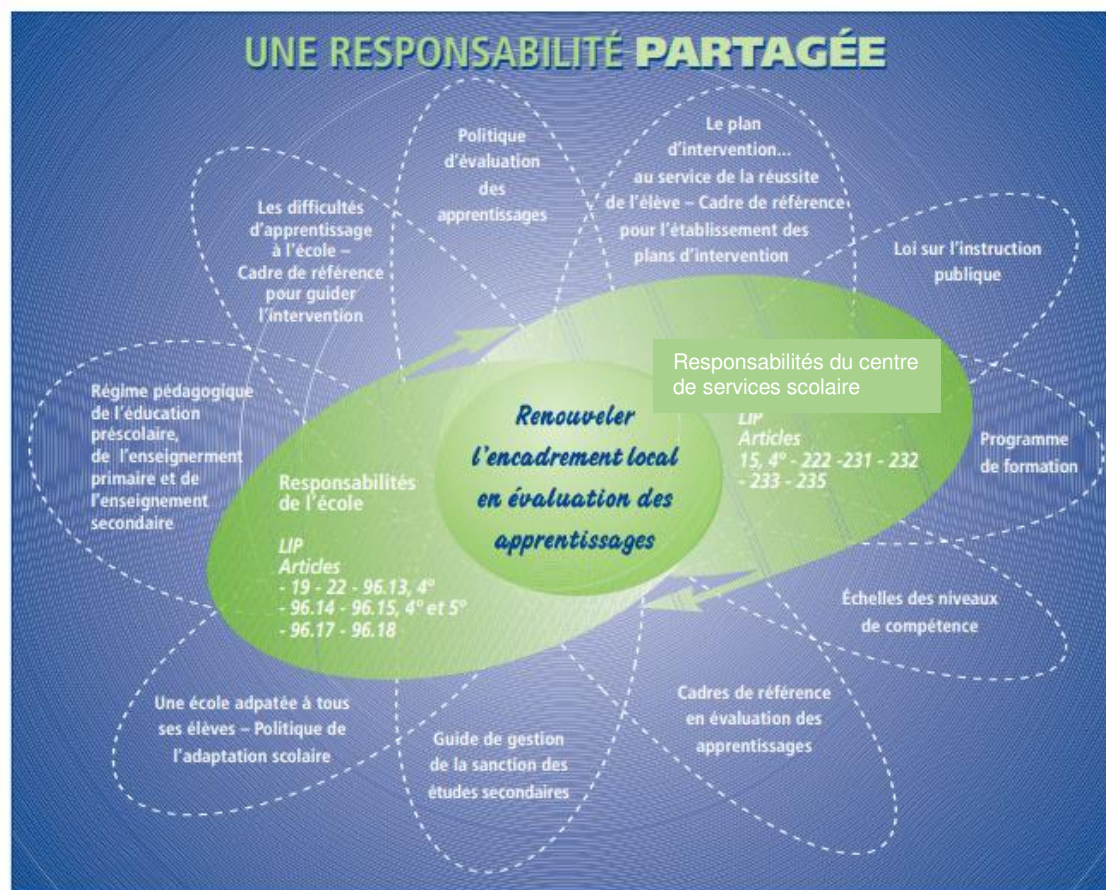 UNE RESPONSABILITÉ PARTAGÉE
Politique
d'évaluation
des
apprentissages
Le plan
d'intervention...
au service de la réussite
de l'élève – Cadre de référence
pour l'établissement des
plans d'intervention
Les difficultés
d'apprentissage
à l'école –
Cadre de référence
pour guider
l'intervention
Loi sur l'instruction
publique
Régime pédagogique
de l'éducation
préscolaire,
de l'enseignerment
primaire et de
l'enseignement
secondaire
Responsabilités du centre
de services scolaire
LIP
Articles
15, 4º - 222 -231 - 232
- 233 - 235
Renouveler
l'encadrement local
en évaluation des
apprentissages
Programme
de formation
Responsabilités
de l'école
LIP
Articles
- 19 - 22 - 96.13, 4º
- 96.14 - 96.15, 4º et 5º
- 96.17 - 96.18
Échelles des niveaux
de compétence
Une école adpatée à tous
ses élèves – Politique de
l'adaptation scolaire
Guide de gestion
de la sanction des
études secondaires
Cadres de référence
en évaluation des
apprentissages